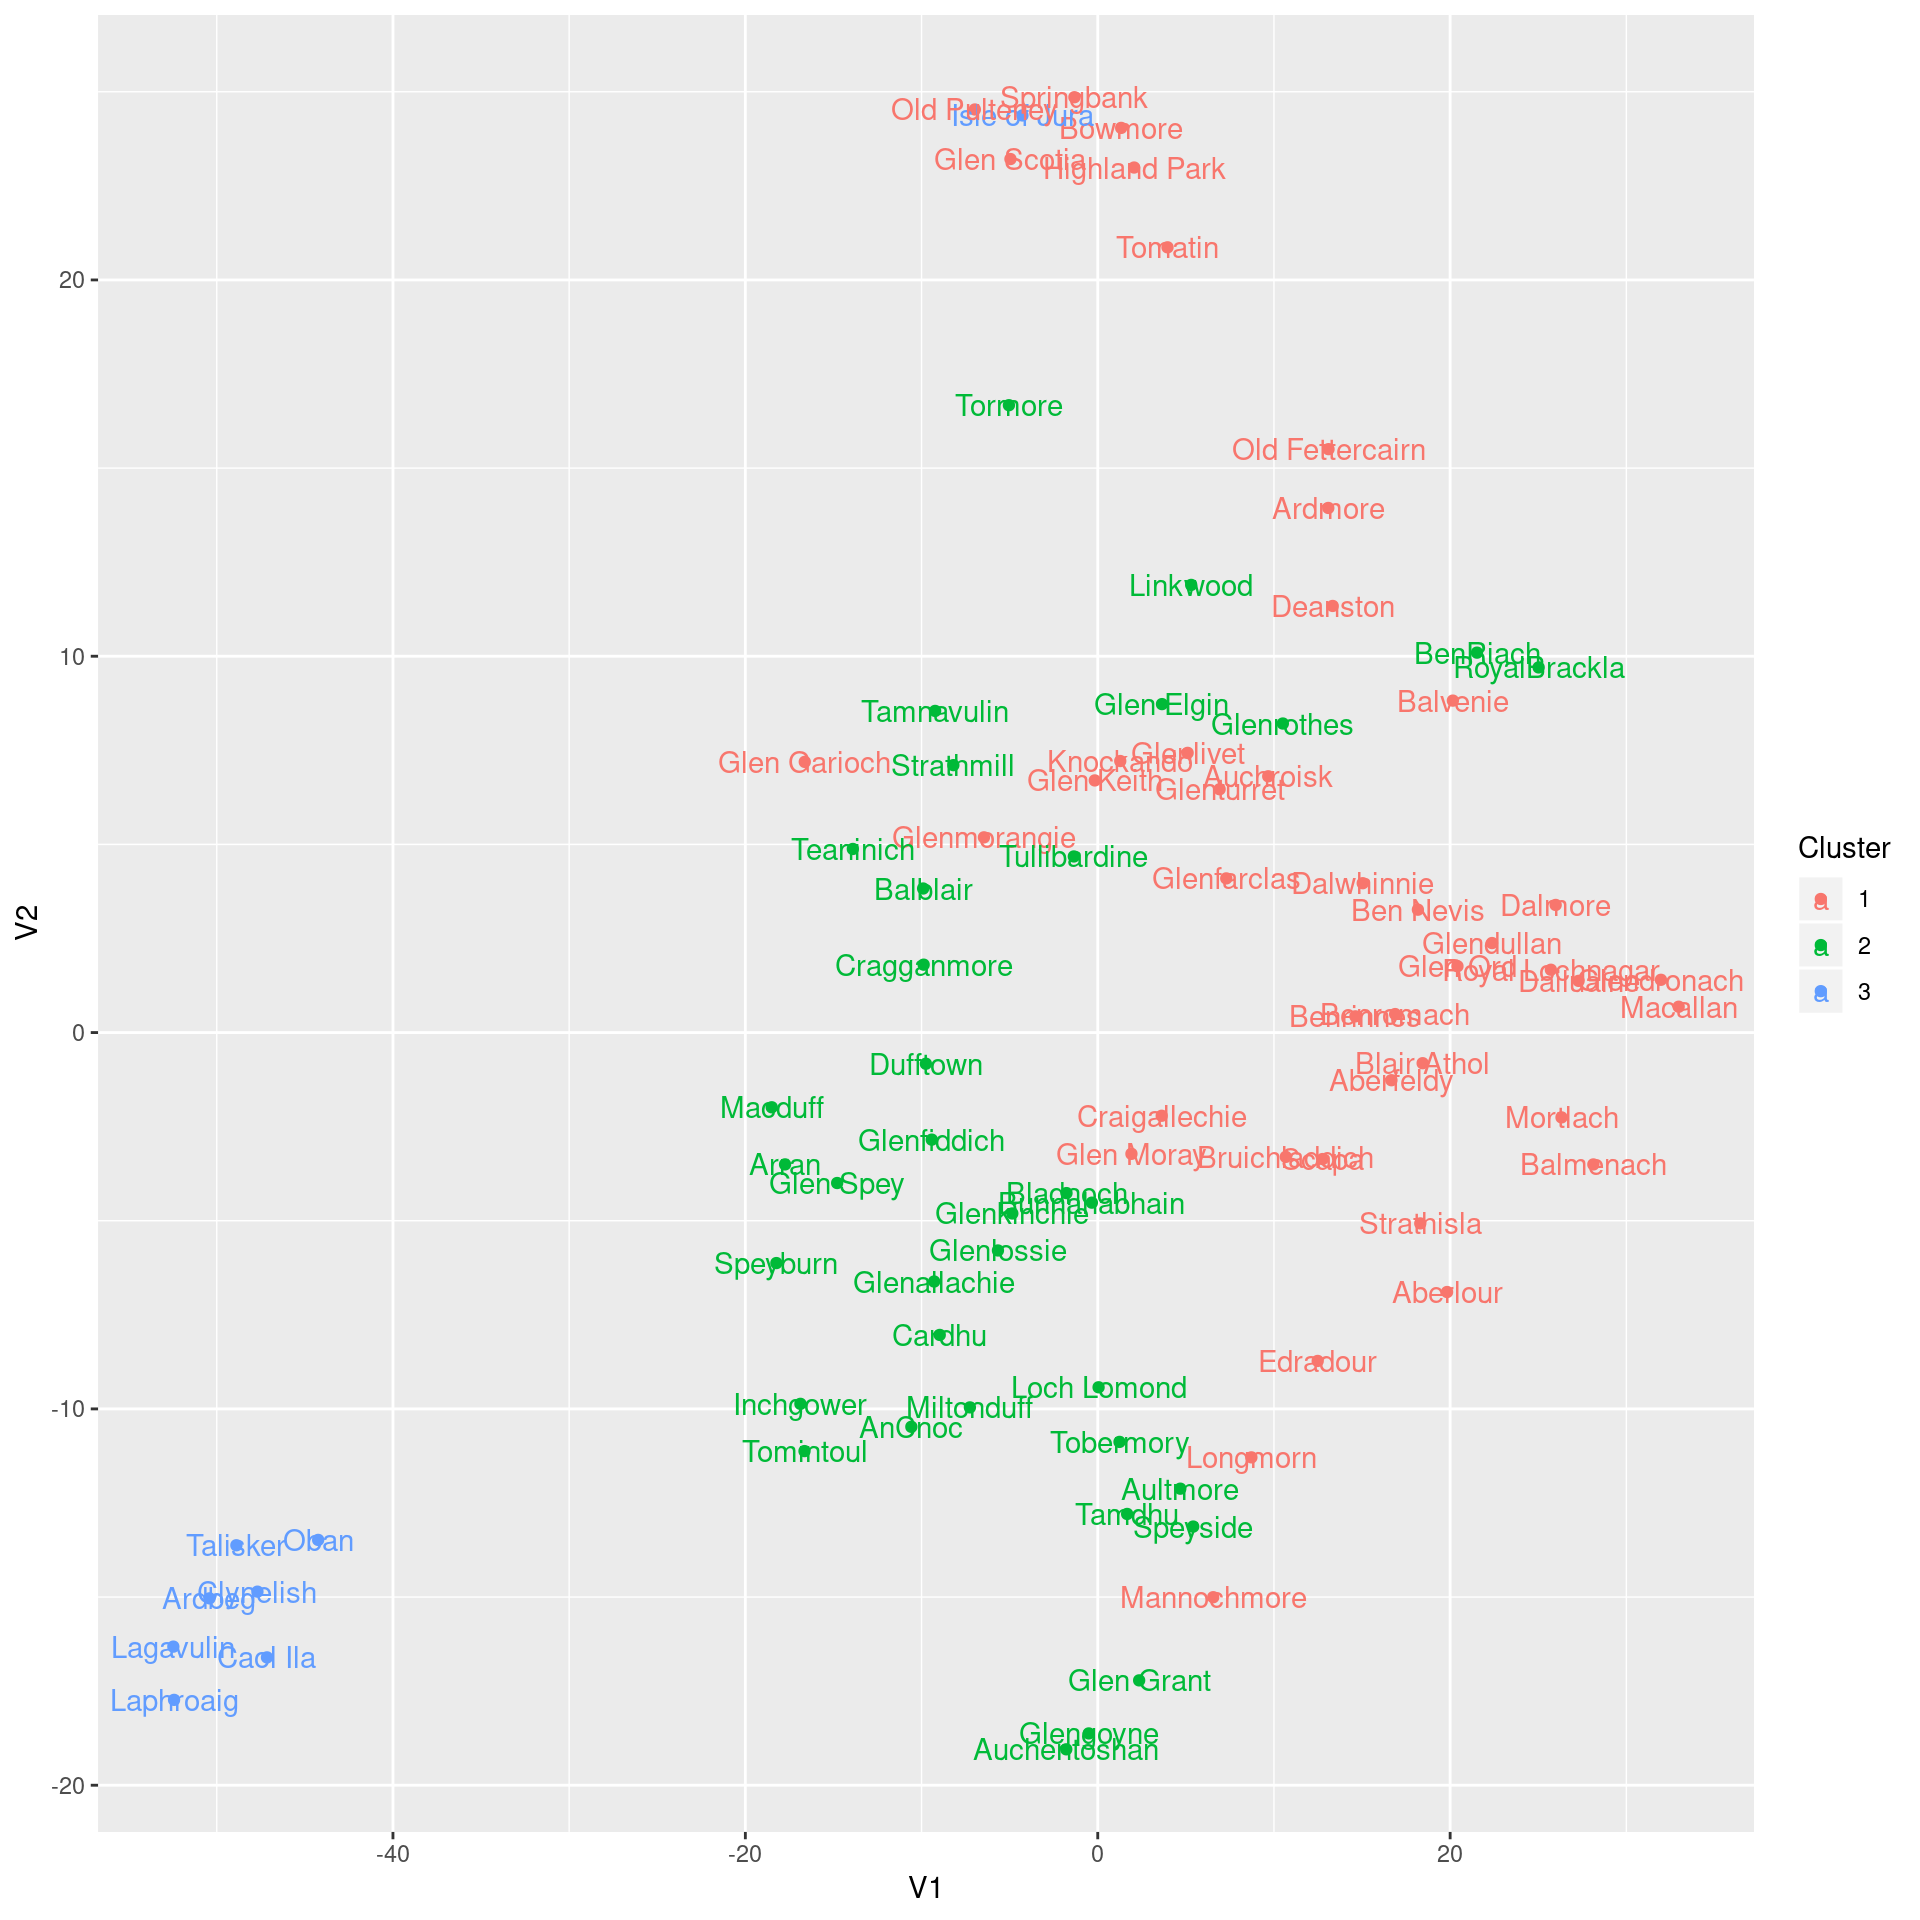 Springbank
Old Pulteney
Isle of Jura
Bowmore
Glen Scotia
Highland Park
Tomatin
20
Tormore
Old Fettercairn
Ardmore
Linkwood
Deanston
10
BenRiach
RoyalBrackla
Balvenie
Glen Elgin
Tamnavulin
Glenrothes
Glenlivet
Knockando
Glen Garioch
Strathmill
Auchroisk
Glen Keith
Glenturret
Glenmorangie
Teaninich
Tullibardine
Cluster
Glenfarclas
Dalwhinnie
Balblair
a 1
Dalmore
Ben Nevis
V2
Glendullan
a 2
Cragganmore
Glen Ord
Royal Lochnagar
Dailuaine
Glendronach
a 3
Macallan
Benrinnes
Benromach
0
Dufftown
Blair Athol
Aberfeldy
Macduff
Craigallechie
Mortlach
Glenfiddich
Glen Moray
Bruichladdich
Scapa
Arran
Balmenach
Glen Spey
Bladnoch
Bunnahabhain
Glenkinchie
Strathisla
Glenlossie
Speyburn
Glenallachie
Aberlour
Cardhu
Edradour
Loch Lomond
Inchgower
Miltonduff
-10
AnCnoc
Tobermory
Tomintoul
Longmorn
Aultmore
Tamdhu
Speyside
Oban
Talisker
Clynelish
Ardbeg
Mannochmore
Lagavulin
Caol Ila
Glen Grant
Laphroaig
Glengoyne
Auchentoshan
-20
-40 -20 0 20
V1